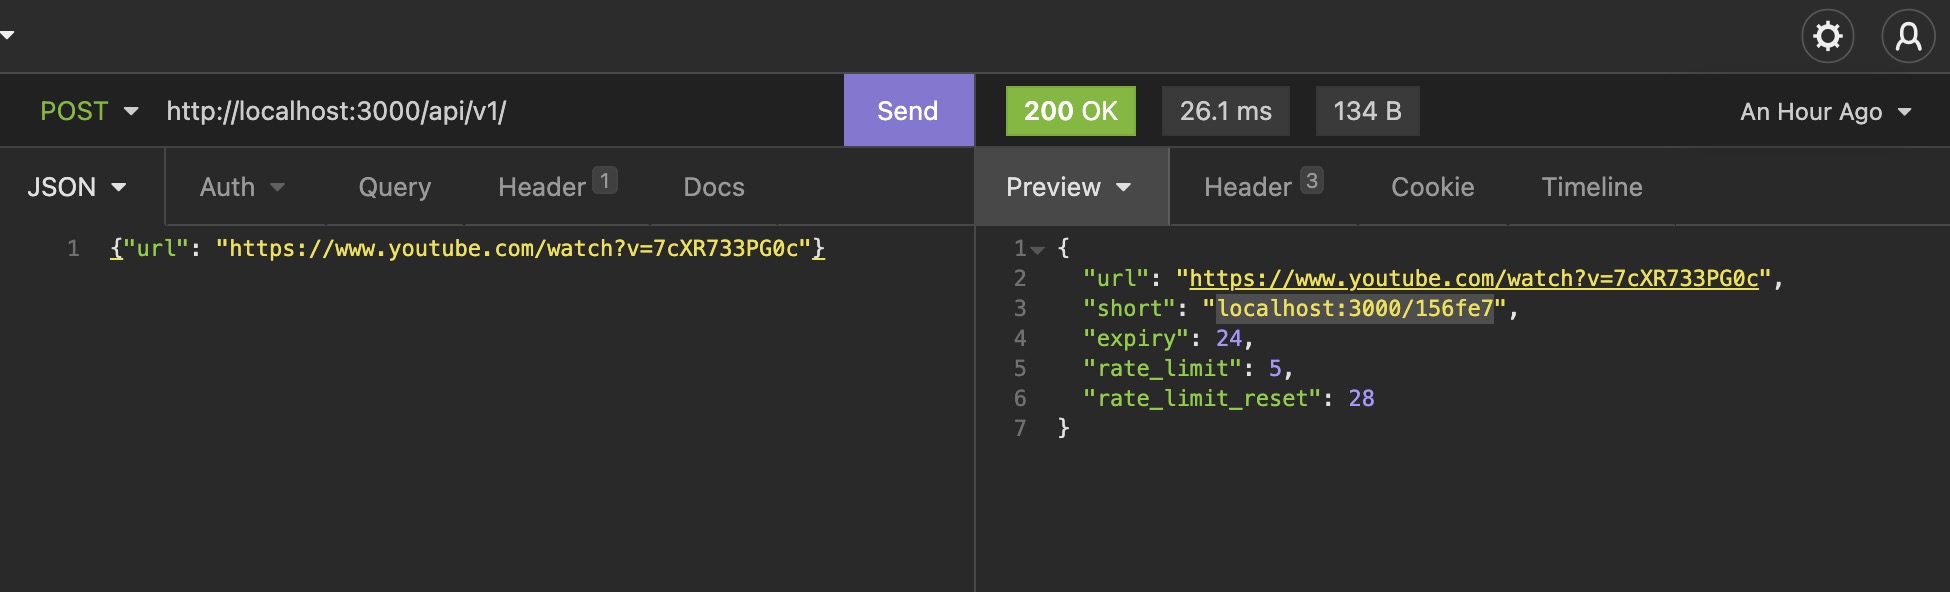 POST http://localhost:3000/api/v1/ Send 200 OK 26.1 ms 134 B An Hour Ago
JSON Auth Query Header 1 Docs Preview Header 3 Cookie Timeline
1 {"url": "https://www.youtube.com/watch?v=7cXR733PG0c"}
1 {
2 "url": "https://www.youtube.com/watch?v=7cXR733PG0c",
3 "short": "localhost:3000/156fe7",
4 "expiry": 24,
5 "rate_limit": 5,
6 "rate_limit_reset": 28
7 }